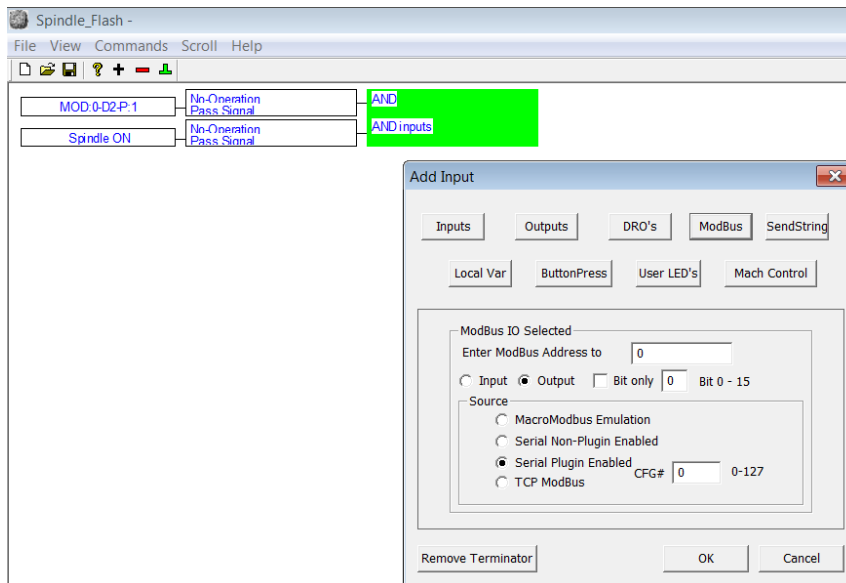 Spindle_Flash -
File View Commands Scroll Help
MOD:0-D2-P:1
No-Operation
Pass Signal
AND
Spindle ON
No-Operation
Pass Signal
AND inputs
Add Input
Inputs Outputs DRO's ModBus SendString
Local Var ButtonPress User LED's Mach Control
ModBus IO Selected
Enter ModBus Address to 0
Input Output Bit only 0 Bit 0 - 15
Source
MacroModbus Emulation
Serial Non-Plugin Enabled
Serial Plugin Enabled
CFG# 0 0-127
TCP ModBus
Remove Terminator OK Cancel